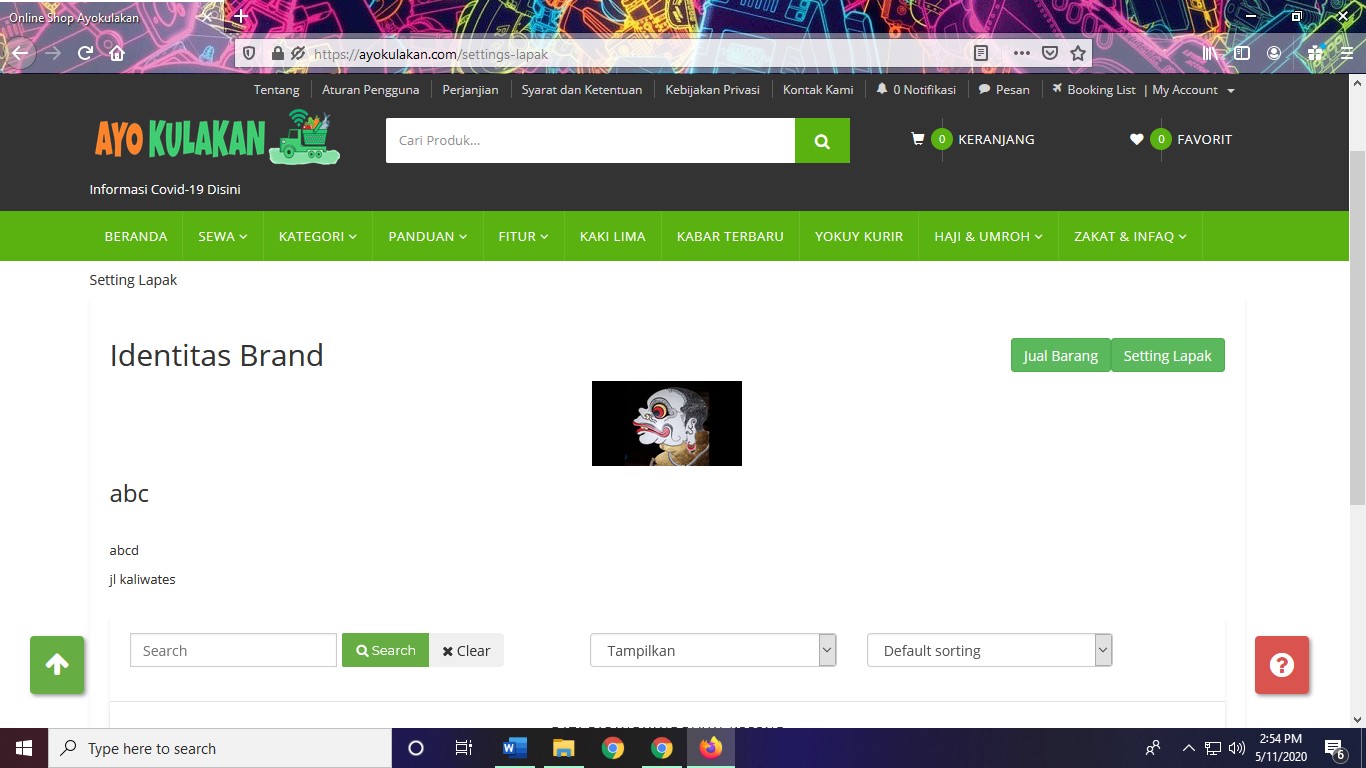 Online Shop Ayokulakan
https://ayokulakan.com/settings-lapak
Tentang Aturan Pengguna Perjanjian Syarat dan Ketentuan Kebijakan Privasi Kontak Kami 0 Notifikasi Pesan Booking List | My Account
AYO KULAKAN
Cari Produk...
0 KERANJANG
0 FAVORIT
Informasi Covid-19 Disini
BERANDA SEWA KATEGORI PANDUAN FITUR KAKI LIMA KABAR TERBARU YOKUY KURIR HAJI & UMROH ZAKAT & INFAQ
Setting Lapak
Identitas Brand
Jual Barang Setting Lapak
abc
abcd
jl kaliwates
Search Search Clear Tampilkan Default sorting
Type here to search
2:54 PM
5/11/2020
6